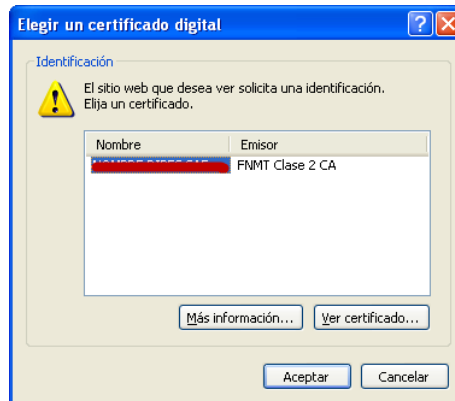 Elegir un certificado digital
Identificación
El sitio web que desea ver solicita una identificación.
Elija un certificado.
Nombre Emisor
FNMT Clase 2 CA
Más información... Ver certificado...
Aceptar Cancelar